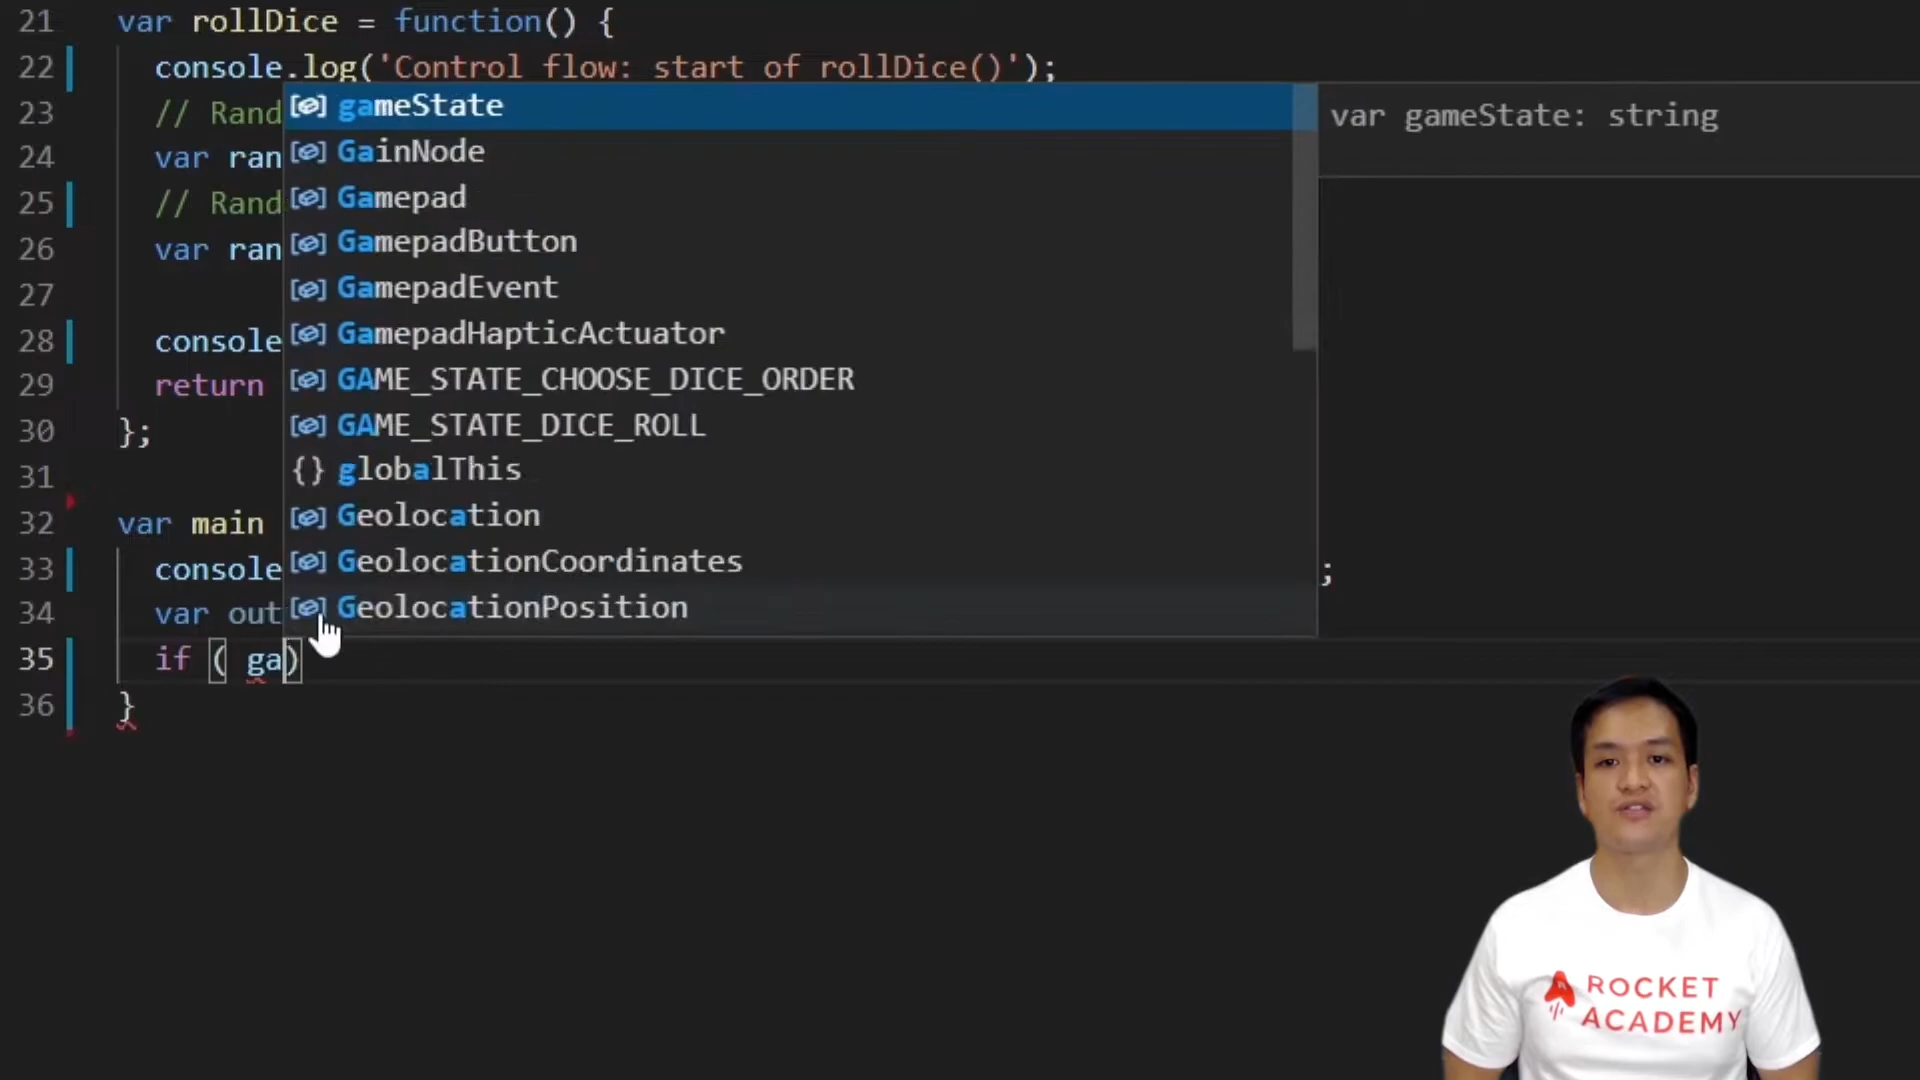 21 var rollDice = function() {
22 console.log('Control flow: start of rollDice()');
23 // Rand
24 var ran
25 // Rand
26 var ran
27
28 console
29 return
30 };
31
32 var main
33 console ;
34 var out
35 if ( ga)
36 }
gameState
GainNode
Gamepad
GamepadButton
GamepadEvent
GamepadHapticActuator
GAME_STATE_CHOOSE_DICE_ORDER
GAME_STATE_DICE_ROLL
{} globalThis
Geolocation
GeolocationCoordinates
GeolocationPosition
var gameState: string
ROCKET
ACADEMY